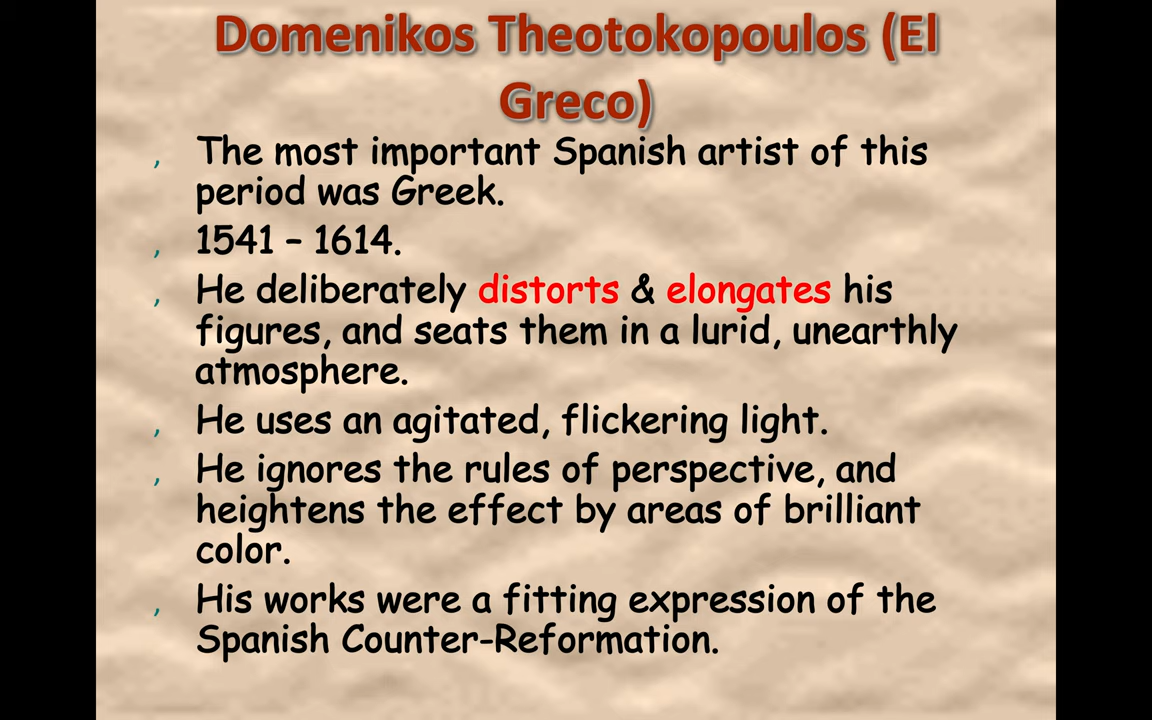 Domenikos Theotokopoulos (El
Greco)
, The most important Spanish artist of this
period was Greek.
, 1541 – 1614.
, He deliberately distorts & elongates his
figures, and seats them in a lurid, unearthly
atmosphere.
, He uses an agitated, flickering light.
, He ignores the rules of perspective, and
heightens the effect by areas of brilliant
color.
, His works were a fitting expression of the
Spanish Counter-Reformation.